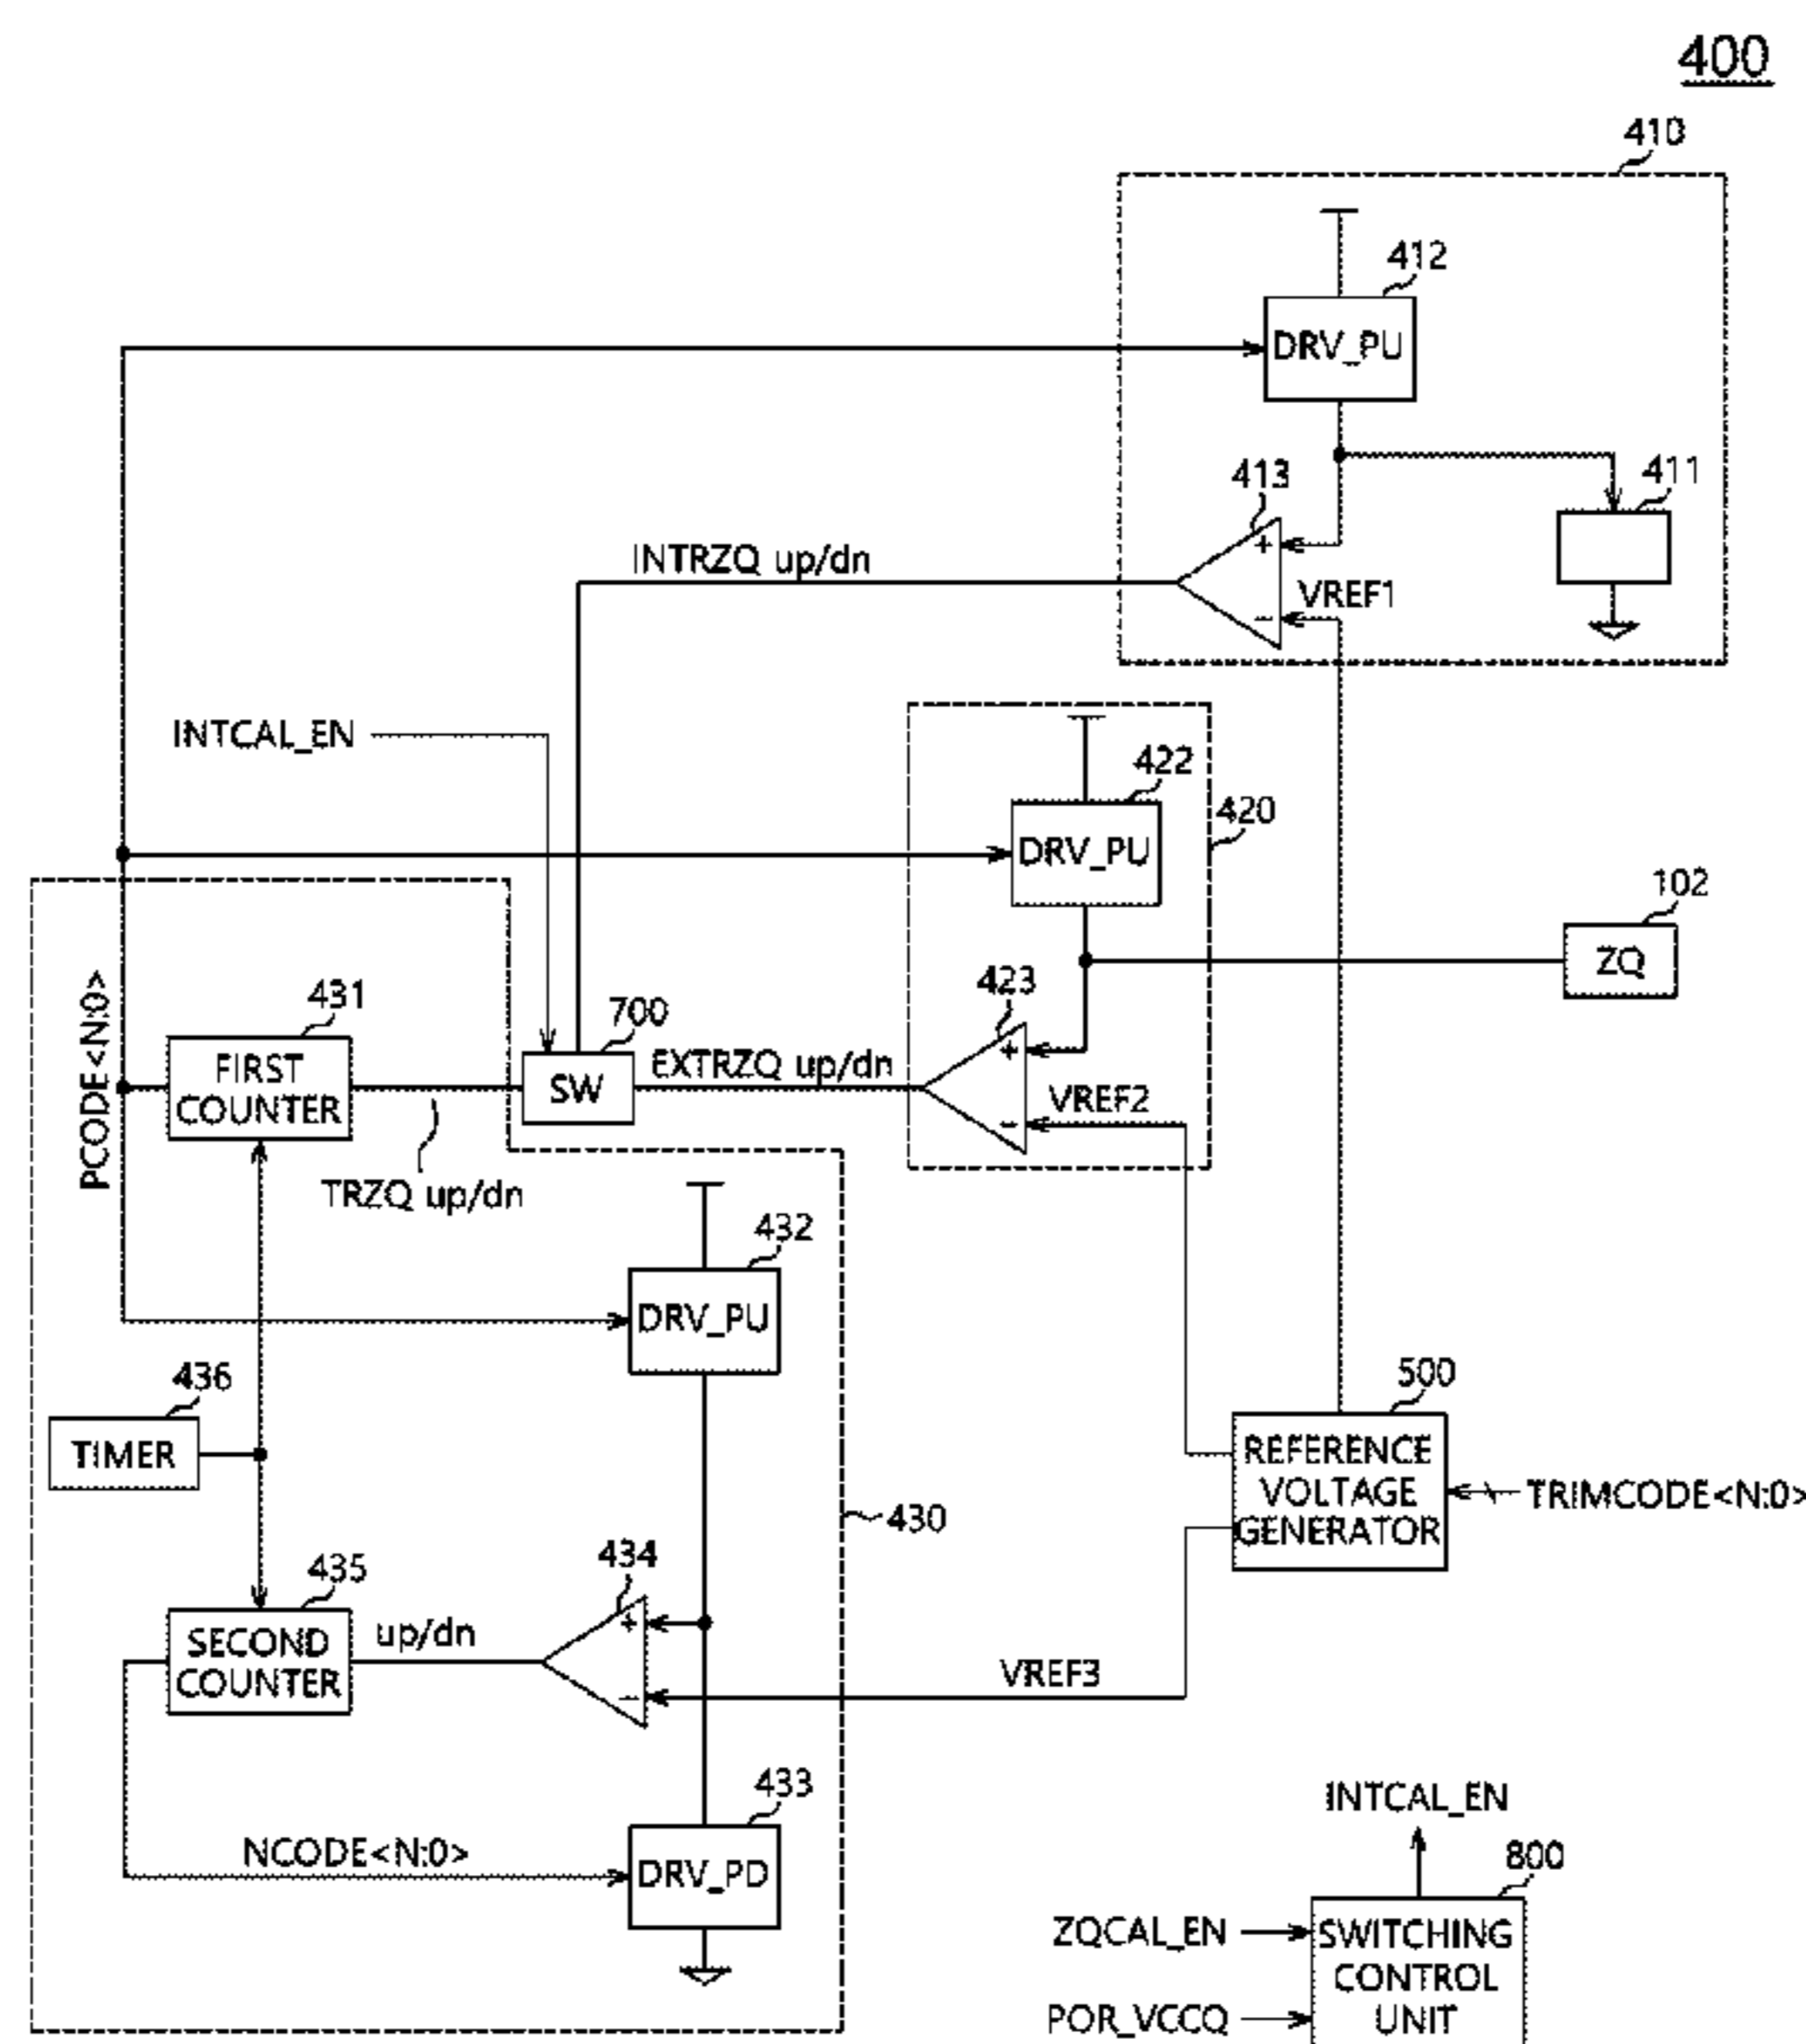 400
410
412
DRV_PU
411
413
+
INTRZQ up/dn
VREF1
−
INTCAL_EN
422
420
DRV_PU
102
ZQ
PCODE<N:0>
431
423
700
FIRST
COUNTER
SW
EXTRZQ up/dn
+
VREF2
−
TRZQ up/dn
432
DRV_PU
436
TIMER
500
REFERENCE
VOLTAGE
GENERATOR
TRIMCODE<N:0>
430
434
435
SECOND
COUNTER
up/dn
+
−
VREF3
433
NCODE<N:0>
DRV_PD
INTCAL_EN
800
ZQCAL_EN
SWITCHING
CONTROL
UNIT
POR_VCCQ